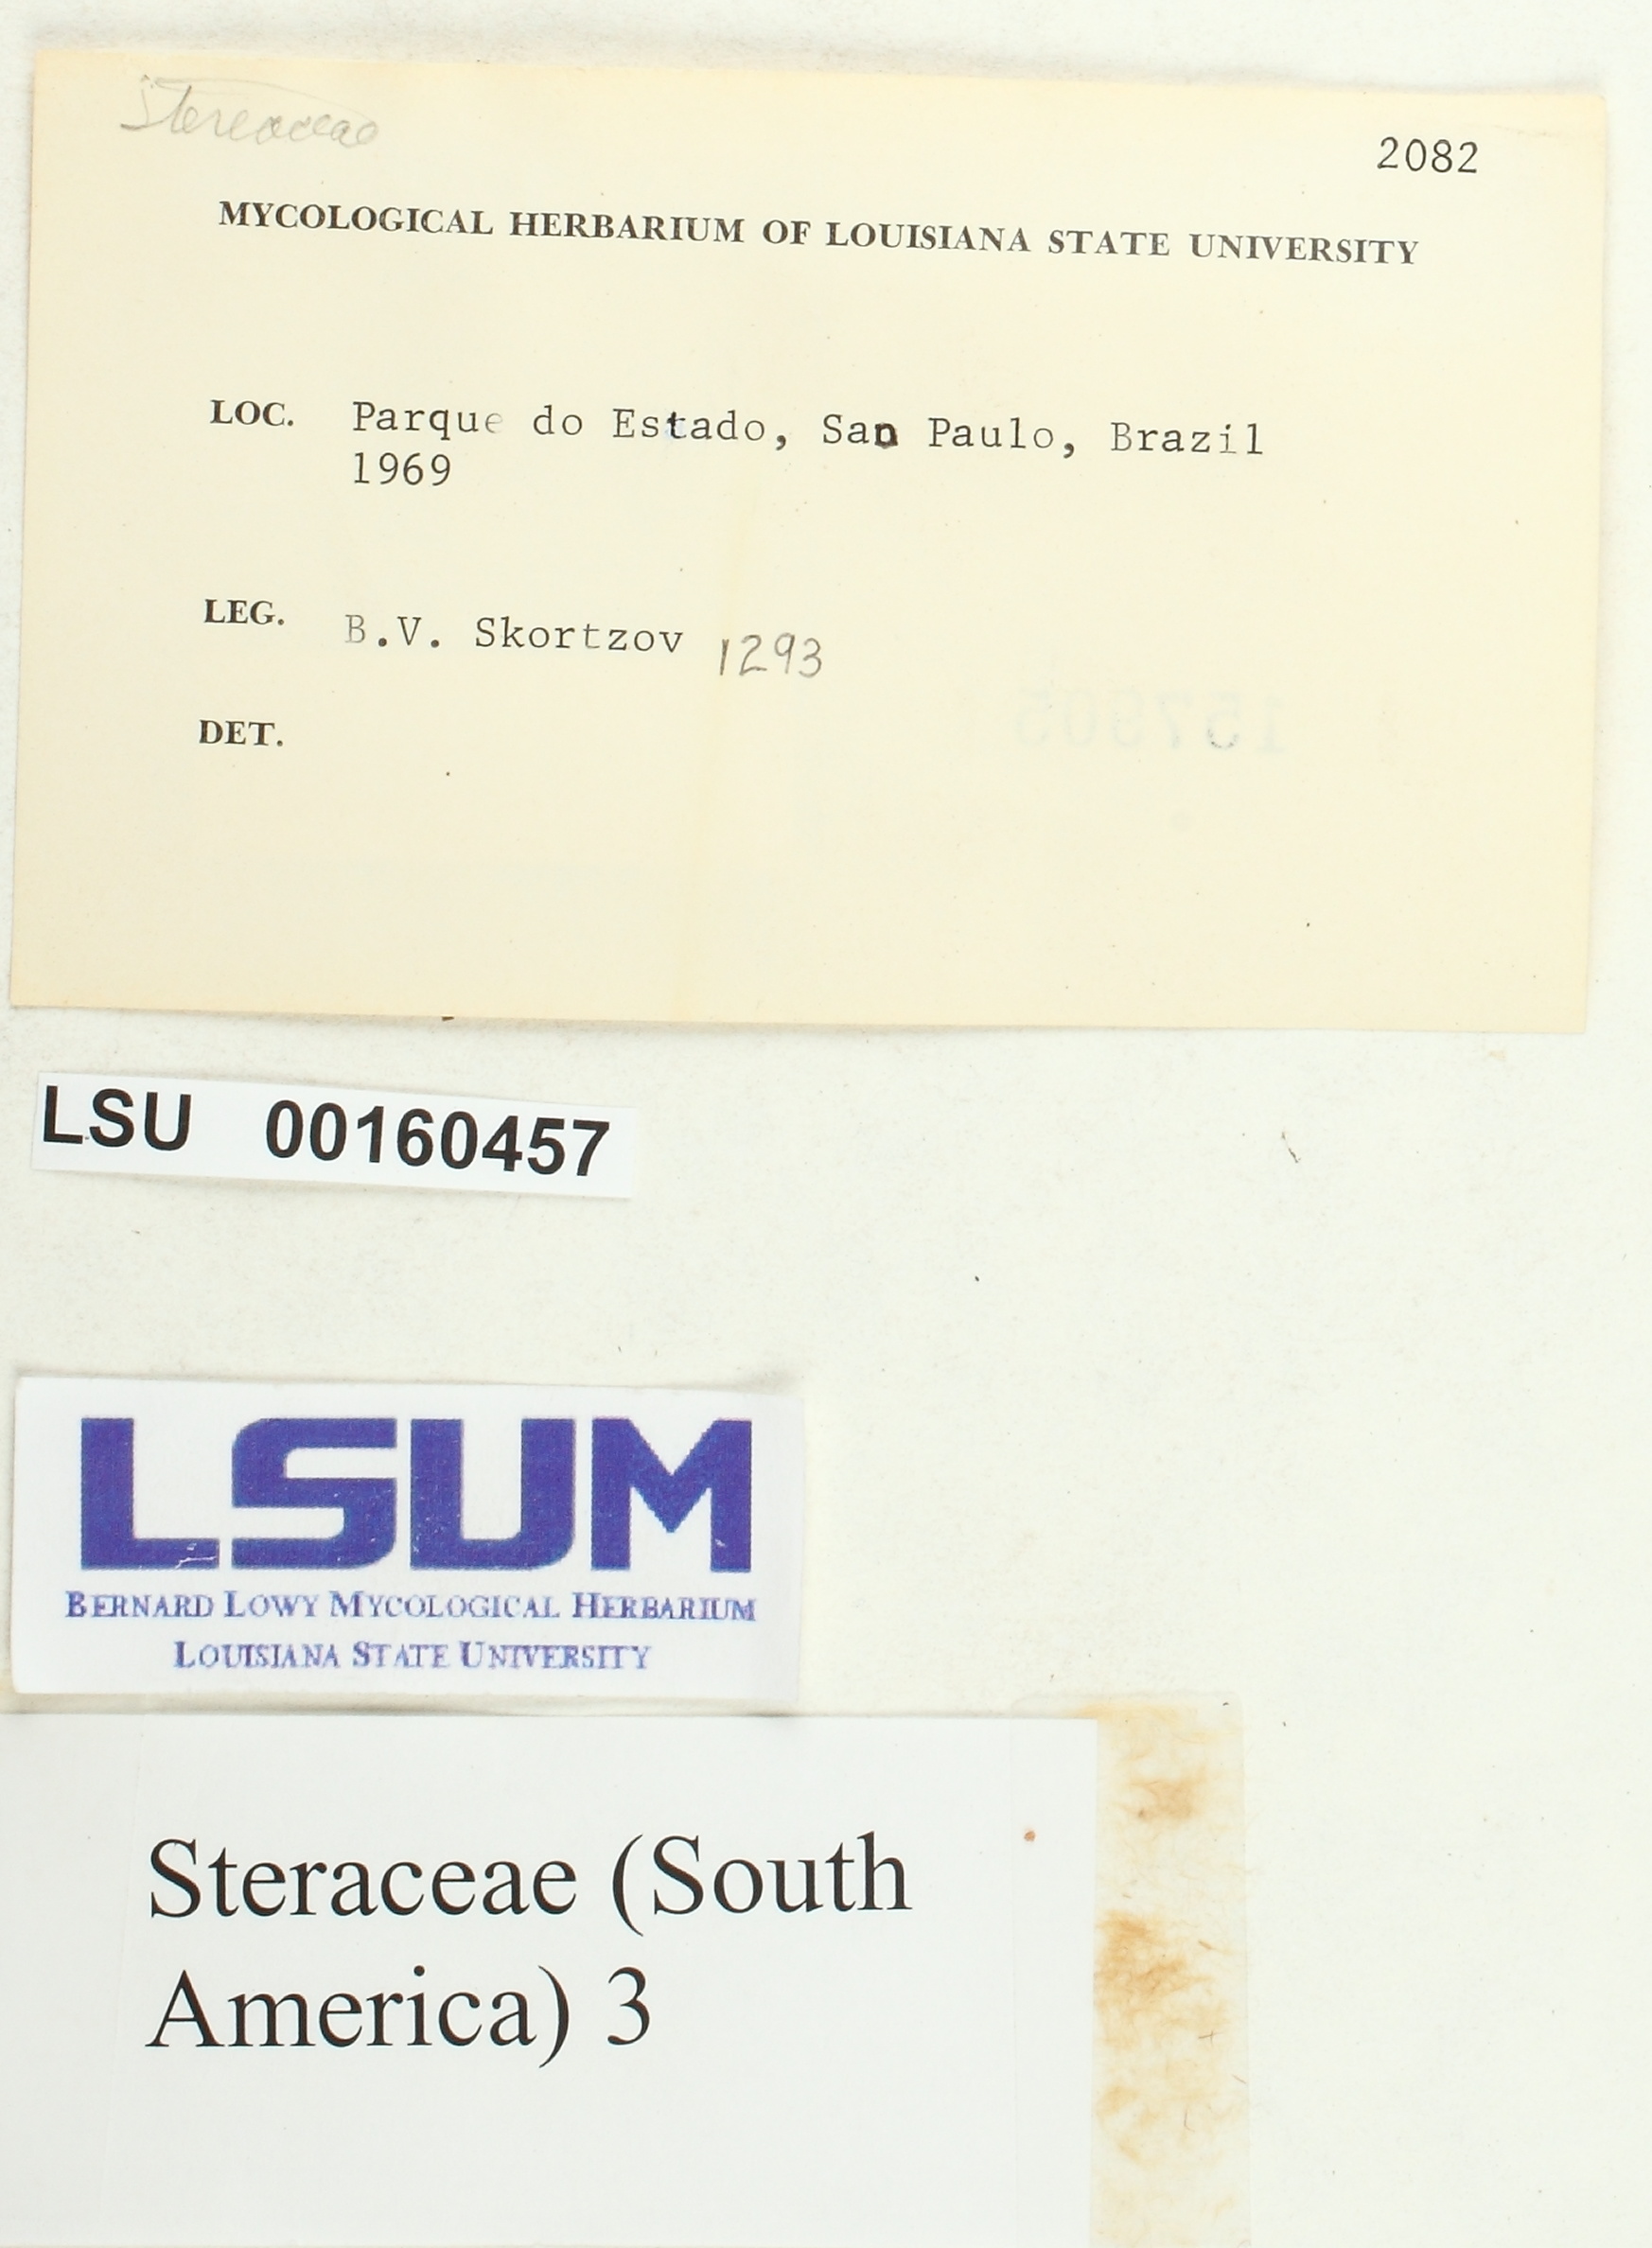 Stereaceae
2082
MYCOLOGICAL HERBARIUM OF LOUISIANA STATE UNIVERSITY
LOC. Parque do Estado, San Paulo, Brazil
1969
LEG. B.V. Skortzov 1293
DET.
LSU 00160457
LSUM
BERNARD LOWY MYCOLOGICAL HERBARIUM
LOUISIANA STATE UNIVERSITY
Steraceae (South
America) 3